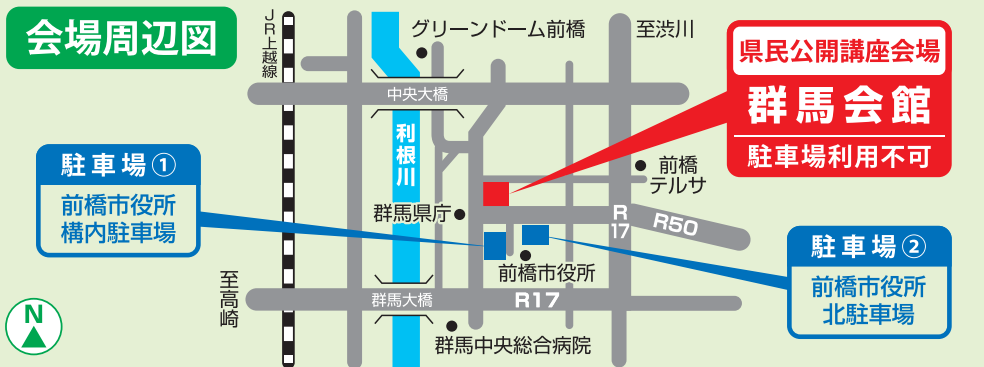 会場周辺図
JR上越線
グリーンドーム前橋
至渋川
県民公開講座会場
群馬会館
駐車場利用不可
中央大橋
利根川
駐車場①
前橋市役所
構内駐車場
前橋
テルサ
群馬県庁
R
17
R50
駐車場②
前橋市役所
北駐車場
前橋市役所
至高崎
群馬大橋
R17
N
群馬中央総合病院